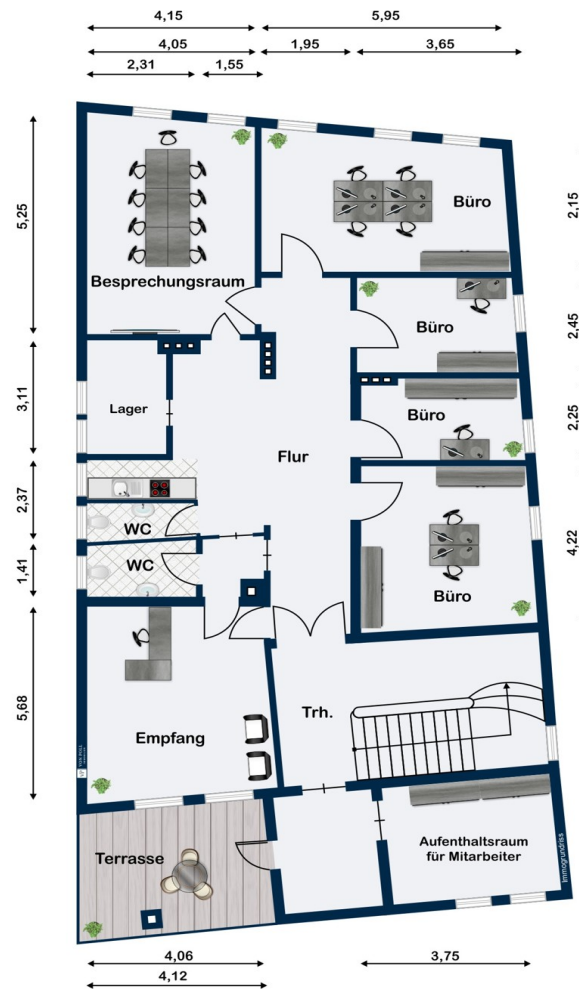 4,15
5,95
4,05
1,95
3,65
2,31
1,55
5,25
2,15
Büro
Besprechungsraum
2,45
Büro
3,11
Lager
2,25
Büro
Flur
2,37
WC
4,22
1,41
WC
Büro
5,68
Empfang
Trh.
Terrasse
Aufenthaltsraum
für Mitarbeiter
Immogrundriss
4,06
3,75
4,12